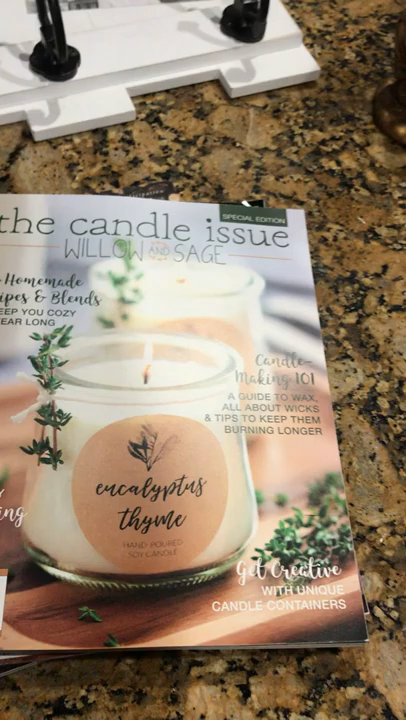 SPECIAL EDITION
the candle issue
WILLOW AND SAGE
Homemade
ipes & Blends
EEP YOU COZY
EAR LONG
Candle-
Making 101
A GUIDE TO WAX,
ALL ABOUT WICKS
& TIPS TO KEEP THEM
BURNING LONGER
eucalyptus
thyme
HAND-POURED
SOY CANDLE
ing
Get Creative
WITH UNIQUE
CANDLE CONTAINERS